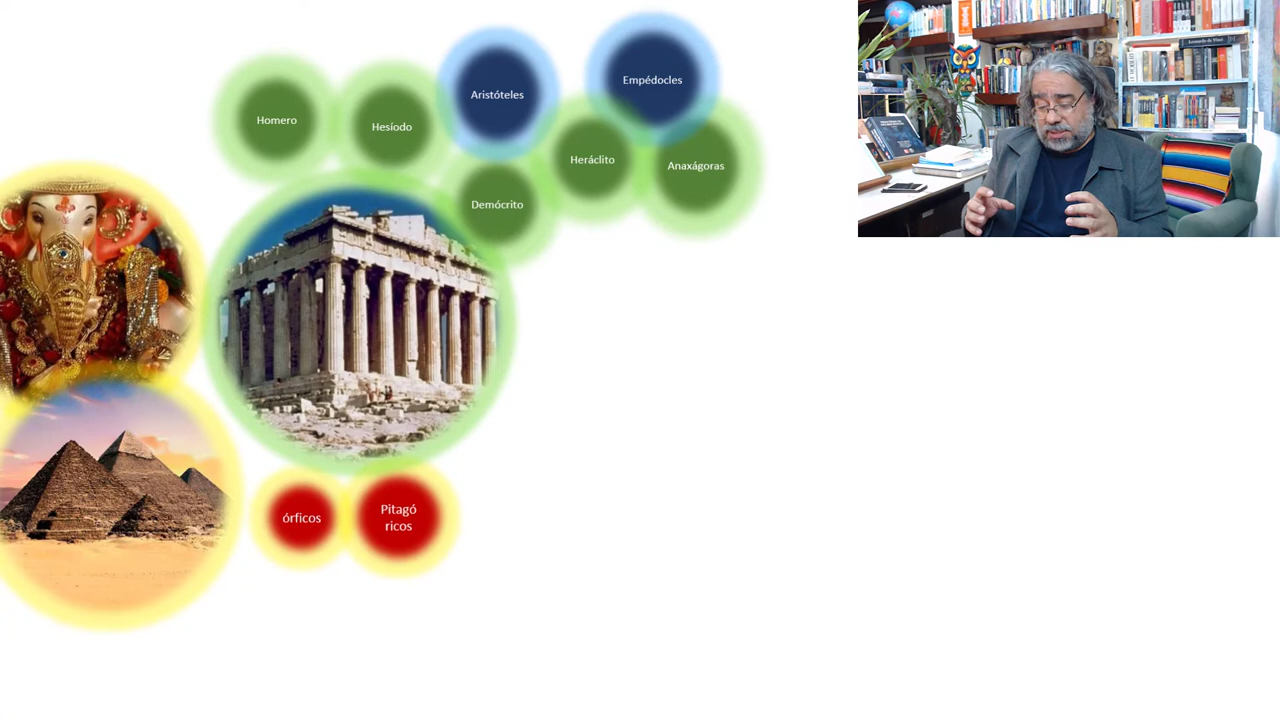 Aristóteles
Empédocles
Homero
Hesíodo
Heráclito
Anaxágoras
Demócrito
órficos
Pitagó
ricos